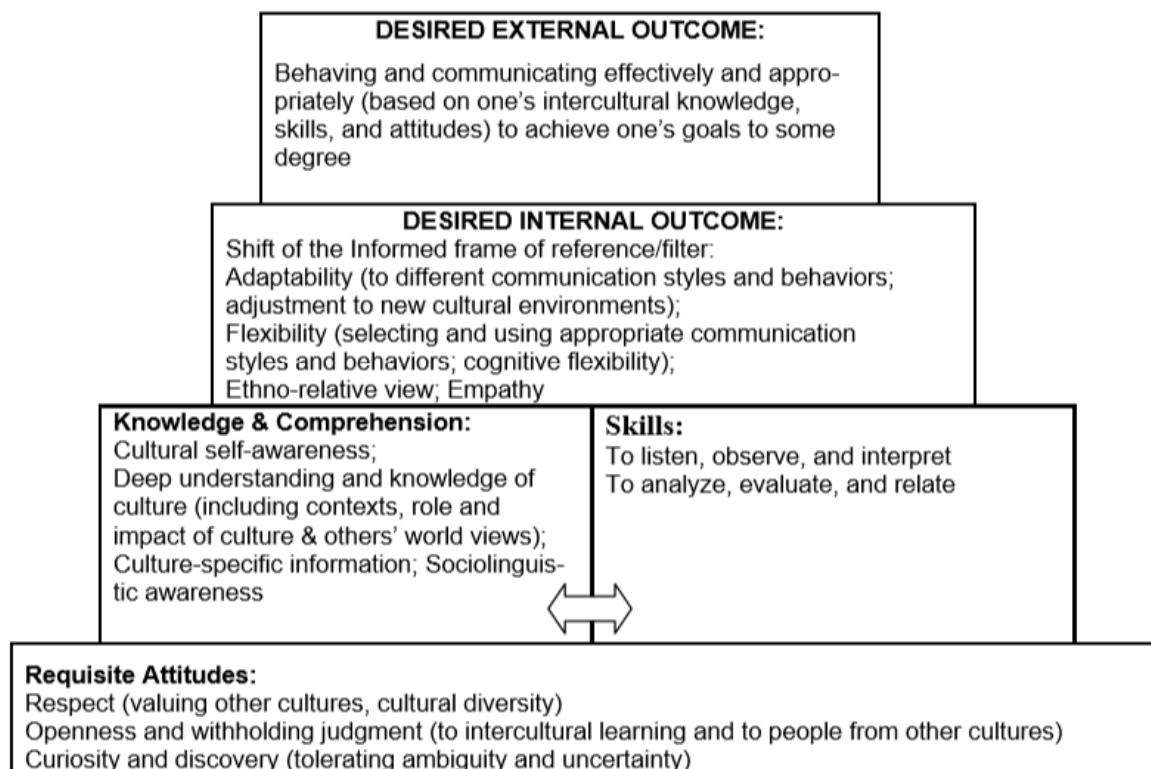 DESIRED EXTERNAL OUTCOME:
Behaving and communicating effectively and appro-
priately (based on one's intercultural knowledge,
skills, and attitudes) to achieve one's goals to some
degree
DESIRED INTERNAL OUTCOME:
Shift of the Informed frame of reference/filter:
Adaptability (to different communication styles and behaviors;
adjustment to new cultural environments);
Flexibility (selecting and using appropriate communication
styles and behaviors; cognitive flexibility);
Ethno-relative view; Empathy
Knowledge & Comprehension:
Cultural self-awareness;
Deep understanding and knowledge of
culture (including contexts, role and
impact of culture & others' world views);
Culture-specific information; Sociolinguis-
tic awareness
Skills:
To listen, observe, and interpret
To analyze, evaluate, and relate
Requisite Attitudes:
Respect (valuing other cultures, cultural diversity)
Openness and withholding judgment (to intercultural learning and to people from other cultures)
Curiosity and discovery (tolerating ambiguity and uncertainty)